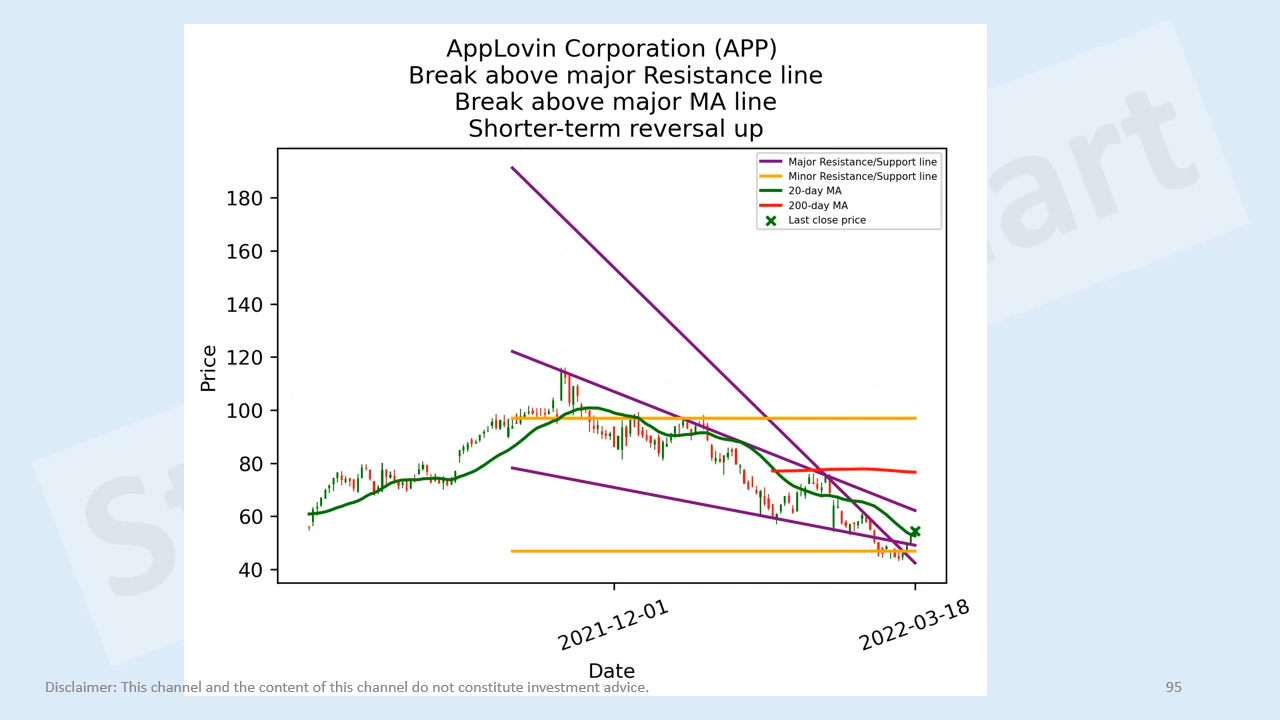 AppLovin Corporation (APP)
Break above major Resistance line
Break above major MA line
Shorter-term reversal up
Major Resistance/Support line
Minor Resistance/Support line
20-day MA
200-day MA
Last close price
180
160
140
120
100
80
60
40
Price
2021-12-01
2022-03-18
Date
Disclaimer: This channel and the content of this channel do not constitute investment advice.
95